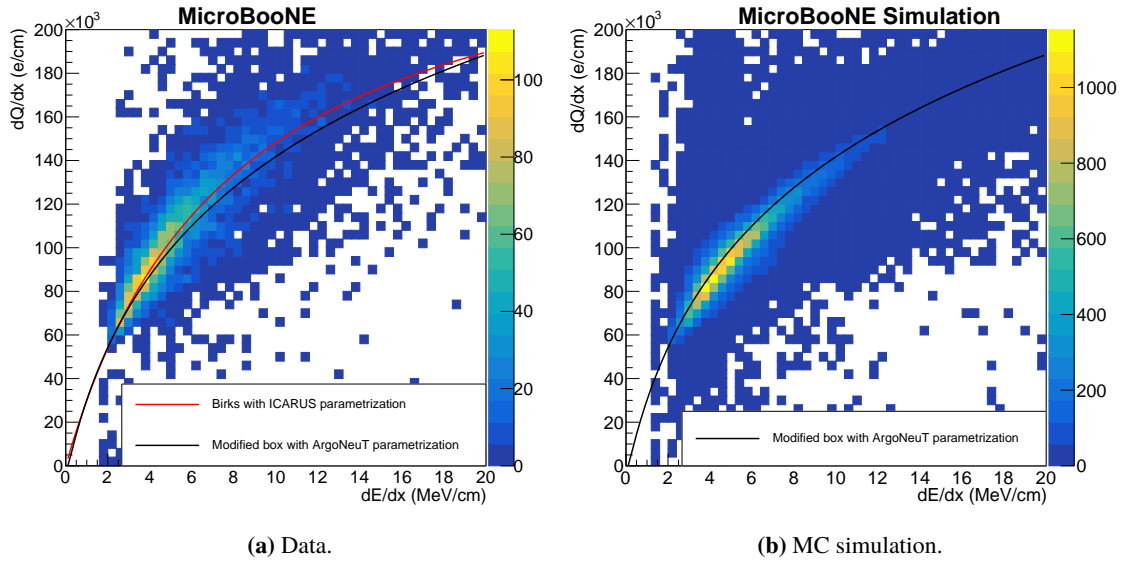 MicroBooNE
×10³
dQ/dx (e/cm)
200
180
160
140
120
100
80
60
40
20
0
0 2 4 6 8 10 12 14 16 18 20
dE/dx (MeV/cm)
100
80
60
40
20
0
Birks with ICARUS parametrization
Modified box with ArgoNeuT parametrization
(a) Data.
MicroBooNE Simulation
×10³
dQ/dx (e/cm)
200
180
160
140
120
100
80
60
40
20
0
0 2 4 6 8 10 12 14 16 18 20
dE/dx (MeV/cm)
1000
800
600
400
200
0
Modified box with ArgoNeuT parametrization
(b) MC simulation.